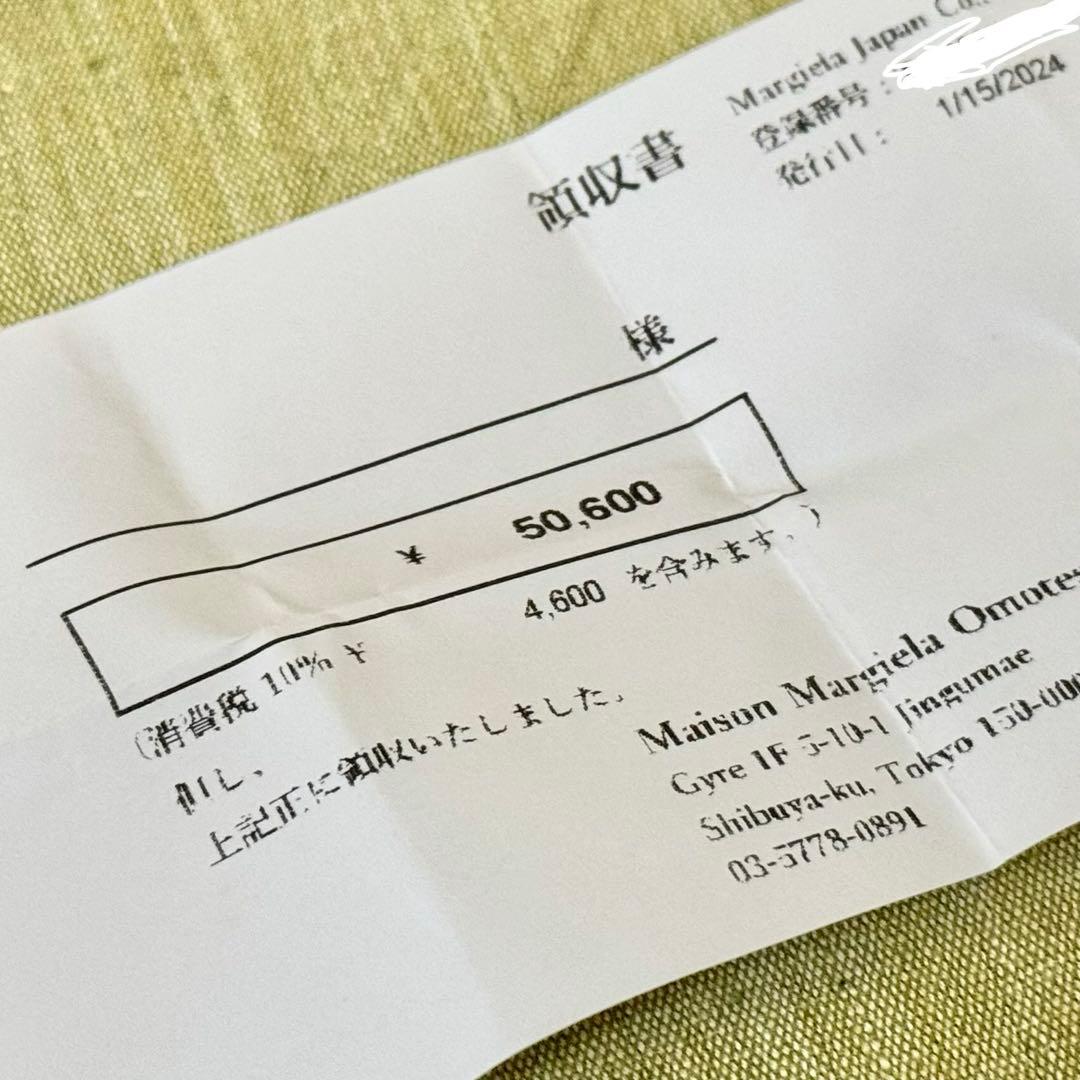 Margiela Japan Co.,
登録番号：
発行日： 1/15/2024
領収書
様
¥ 50,600
(消費税 10% ¥ 4,600 を含みます。)
但し、
上記正に領収いたしました。
Maison Margiela
Gyre 1F 5-10-1 Jingumae
Shibuya-ku, Tokyo
03-5778-0891